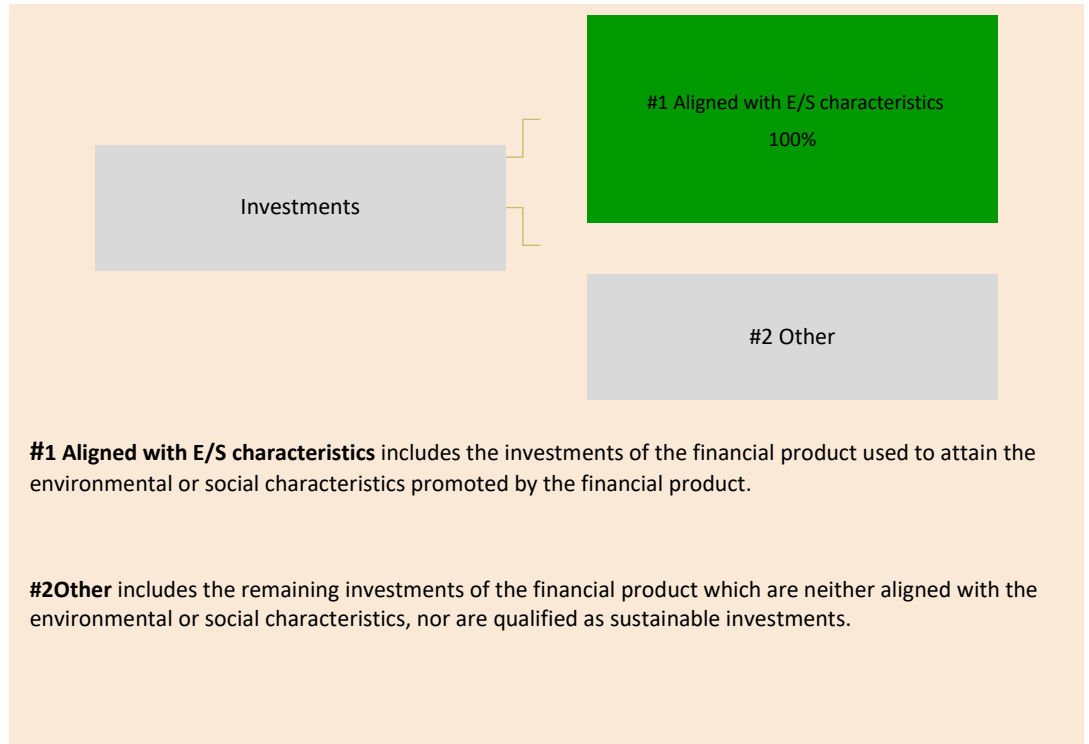 #1 Aligned with E/S characteristics
100%
Investments
#2 Other
#1 Aligned with E/S characteristics includes the investments of the financial product used to attain the
environmental or social characteristics promoted by the financial product.
#2Other includes the remaining investments of the financial product which are neither aligned with the
environmental or social characteristics, nor are qualified as sustainable investments.